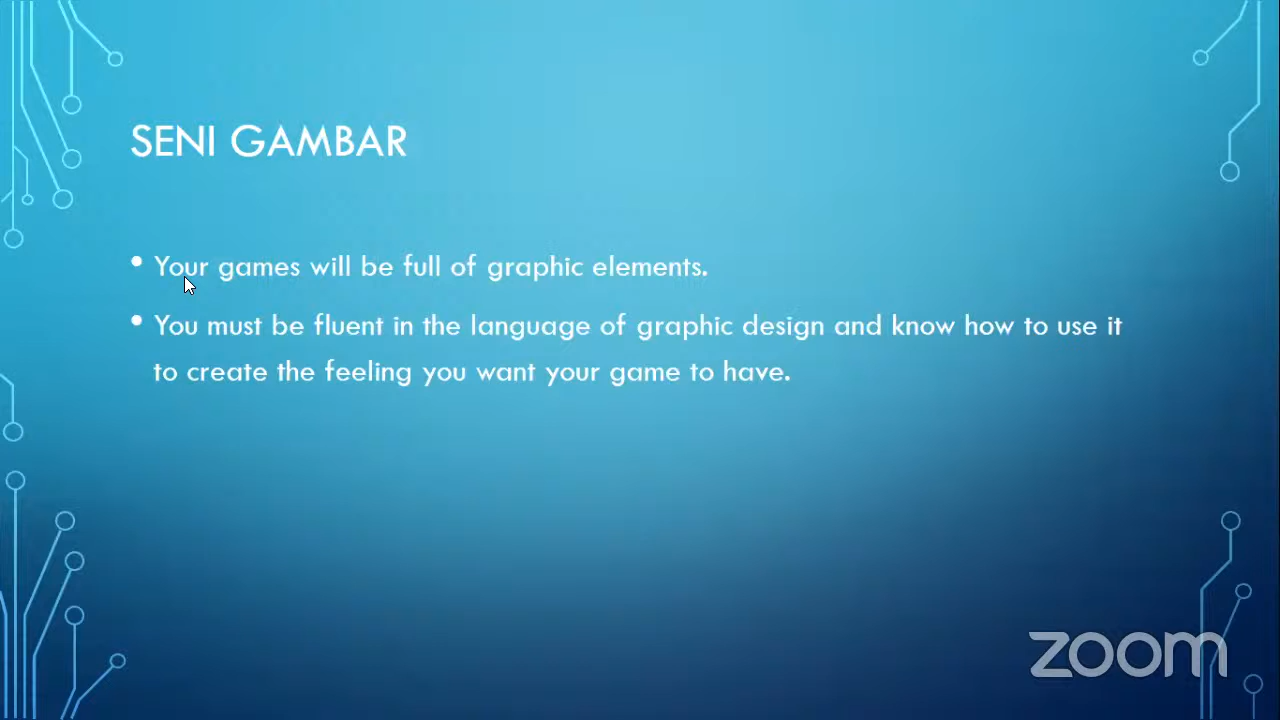 SENI GAMBAR
• Your games will be full of graphic elements.
• You must be fluent in the language of graphic design and know how to use it
to create the feeling you want your game to have.
zoom